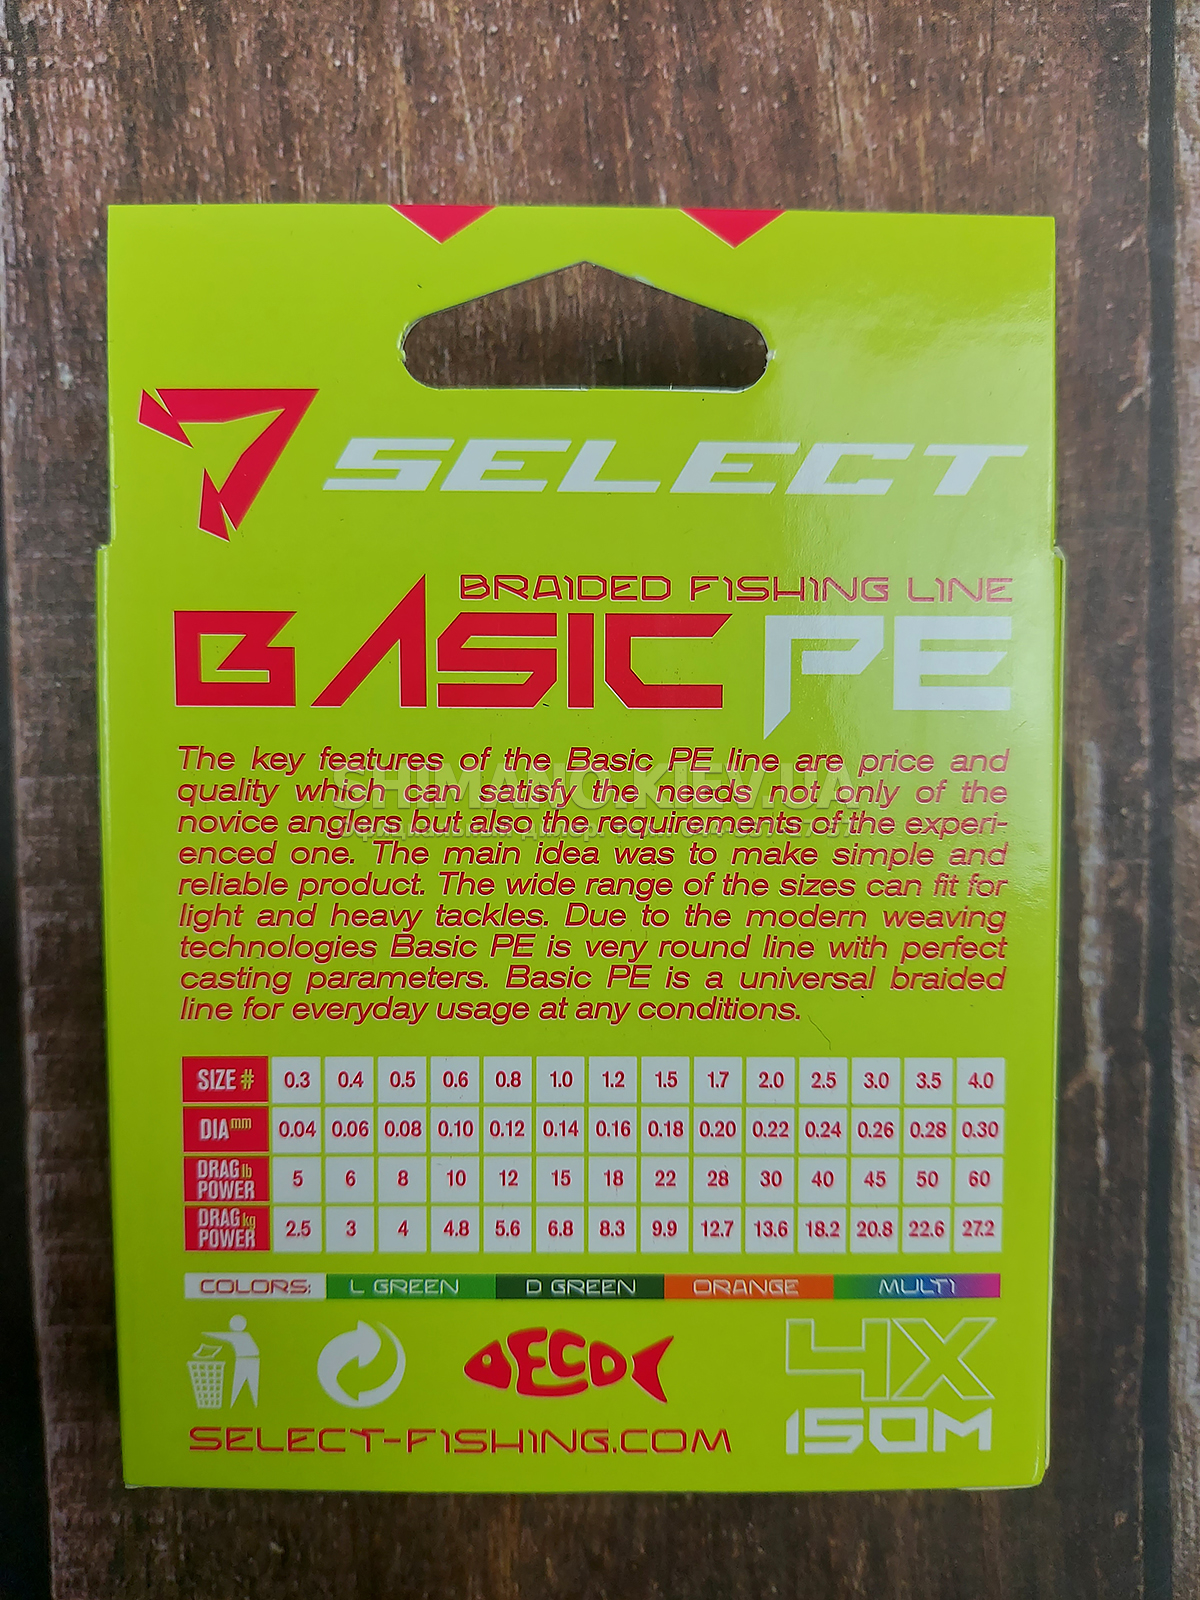 SELECT
BRAIDED FISHING LINE
BASIC PE
The key features of the Basic PE line are price and
quality which can satisfy the needs not only of the
novice anglers but also the requirements of the experi-
enced one. The main idea was to make simple and
reliable product. The wide range of the sizes can fit for
light and heavy tackles. Due to the modern weaving
technologies Basic PE is very round line with perfect
casting parameters. Basic PE is a universal braided
line for everyday usage at any conditions.
SHIMANO.KIEV.UA
SIZE # 0.3 0.4 0.5 0.6 0.8 1.0 1.2 1.5 1.7 2.0 2.5 3.0 3.5 4.0
DIA mm 0.04 0.06 0.08 0.10 0.12 0.14 0.16 0.18 0.20 0.22 0.24 0.26 0.28 0.30
DRAG lb POWER 5 6 8 10 12 15 18 22 28 30 40 45 50 60
DRAG kg POWER 2.5 3 4 4.8 5.6 6.8 8.3 9.9 12.7 13.6 18.2 20.8 22.6 27.2
COLORS: L GREEN D GREEN ORANGE MULTI
ECO
4X
150M
SELECT-FISHING.COM